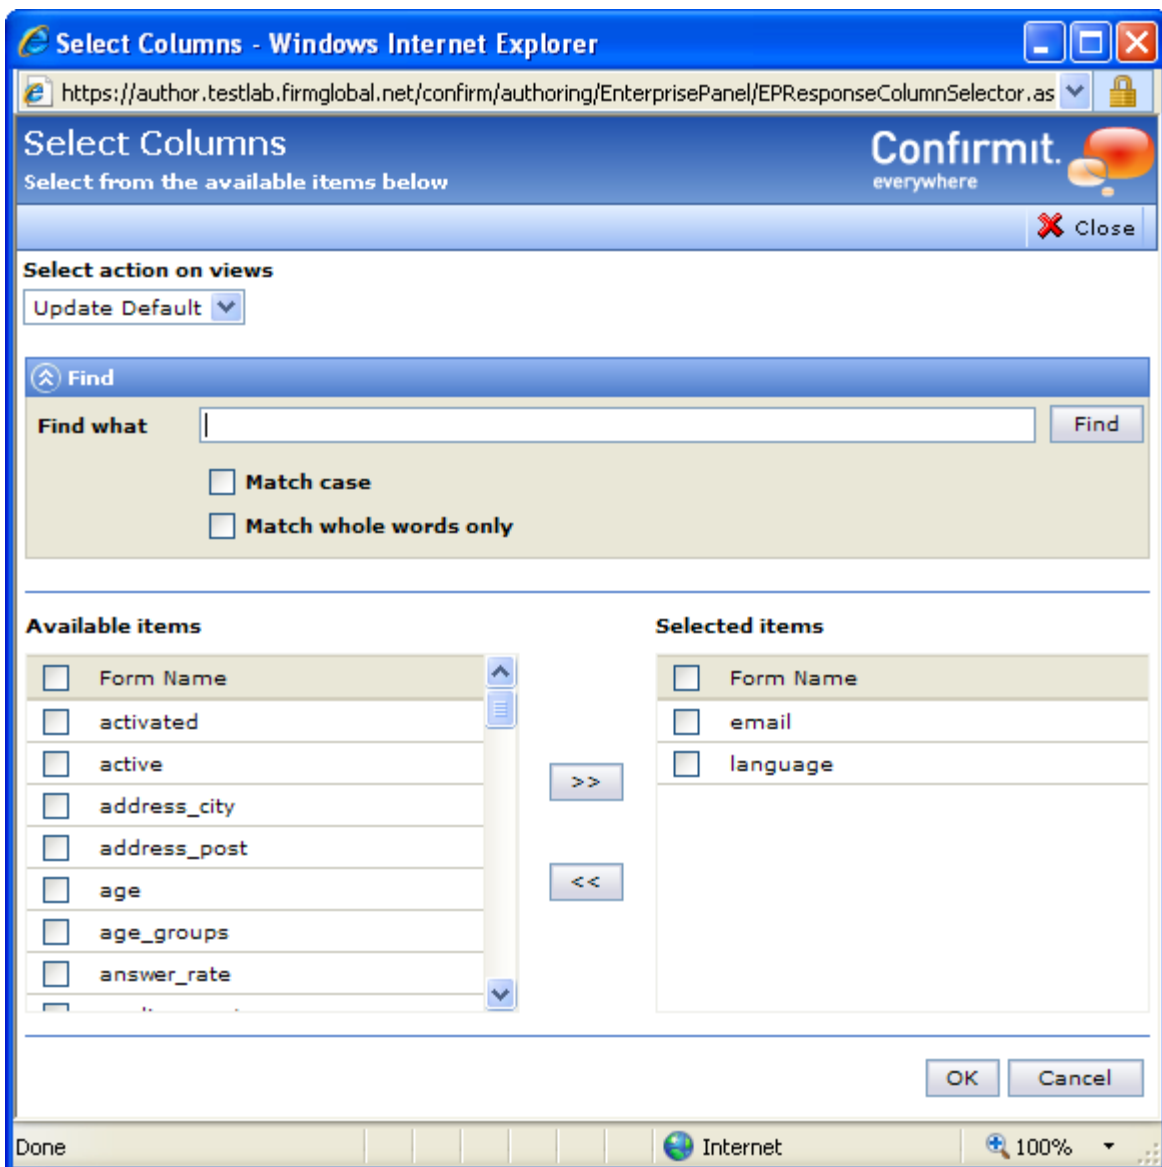 Select Columns - Windows Internet Explorer
https://author.testlab.firmglobal.net/confirm/authoring/EnterprisePanel/EPResponseColumnSelector.as
Select Columns
Select from the available items below
Confirmit.
everywhere
Close
Select action on views
Update Default
Find
Find what
Find
Match case
Match whole words only
Available items
Selected items
Form Name
Form Name
activated
email
active
language
>>
address_city
address_post
<<
age
age_groups
answer_rate
OK
Cancel
Done
Internet
100%